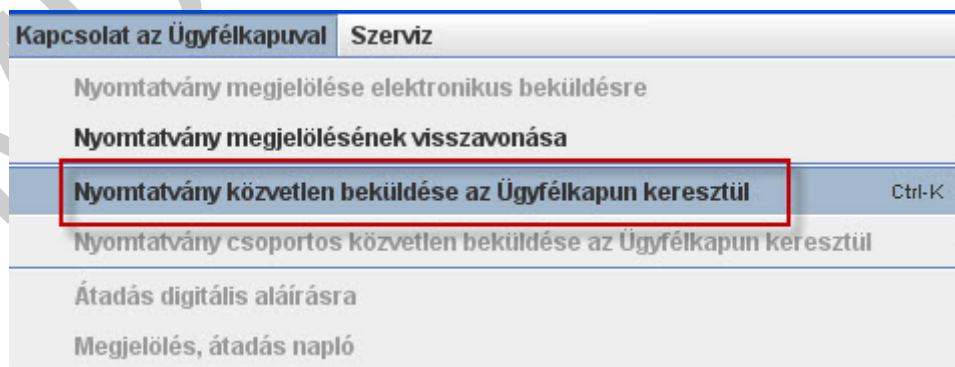 Kapcsolat az Ügyfélkapuval Szerviz
Nyomtatvány megjelölése elektronikus beküldésre
Nyomtatvány megjelölésének visszavonása
Nyomtatvány közvetlen beküldése az Ügyfélkapun keresztül Ctrl-K
Nyomtatvány csoportos közvetlen beküldése az Ügyfélkapun keresztül
Átadás digitális aláírásra
Megjelölés, átadás napló